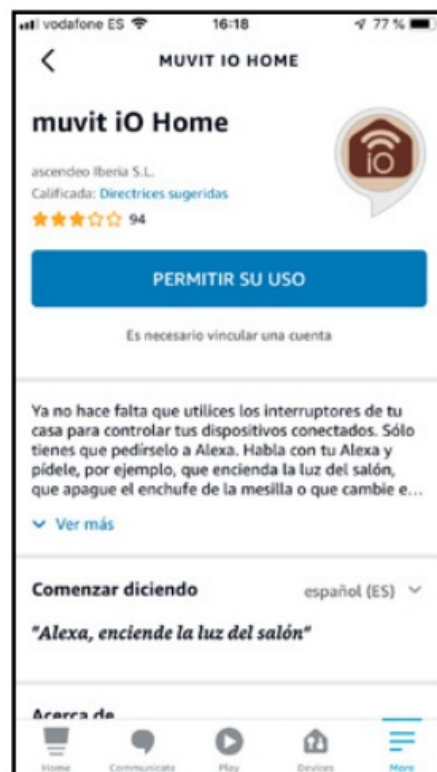 vodafone ES 16:18 77 %
MUVIT IO HOME
muvit iO Home
iO
ascendeo Iberia S.L.
Calificada: Directrices sugeridas
94
PERMITIR SU USO
Es necesario vincular una cuenta
Ya no hace falta que utilices los interruptores de tu
casa para controlar tus dispositivos conectados. Sólo
tienes que pedírselo a Alexa. Habla con tu Alexa y
pídele, por ejemplo, que encienda la luz del salón,
que apague el enchufe de la mesilla o que cambie e...
Ver más
Comenzar diciendo español (ES)
"Alexa, enciende la luz del salón"
Acerca de
Home Communicate Play Devices More